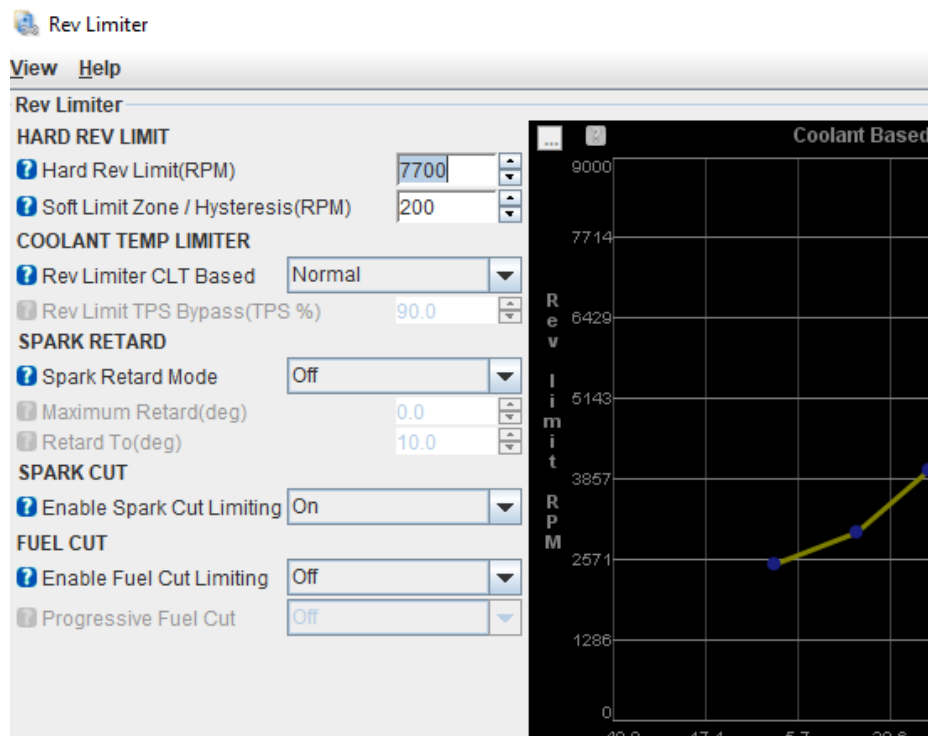 Rev Limiter
View Help
Rev Limiter
HARD REV LIMIT
Hard Rev Limit(RPM) 7700
Soft Limit Zone / Hysteresis(RPM) 200
COOLANT TEMP LIMITER
Rev Limiter CLT Based Normal
Rev Limit TPS Bypass(TPS %) 90.0
SPARK RETARD
Spark Retard Mode Off
Maximum Retard(deg) 0.0
Retard To(deg) 10.0
SPARK CUT
Enable Spark Cut Limiting On
FUEL CUT
Enable Fuel Cut Limiting Off
Progressive Fuel Cut Off
... Coolant Based
Rev limit RPM
9000
7714
6429
5143
3857
2571
1286
0